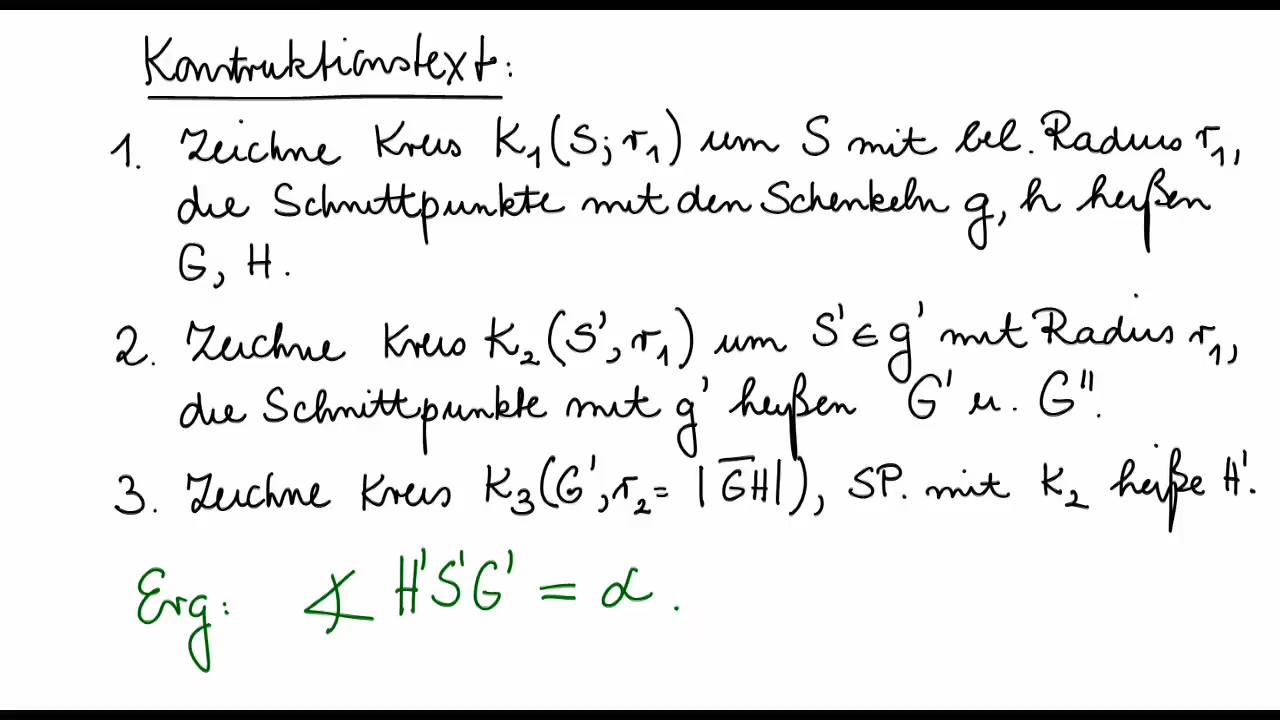 Konstruktionstext:
1. Zeichne Kreis K₁(S; r₁) um S mit bel. Radius r₁,
die Schnittpunkte mit den Schenkeln g, h heißen
G, H.
2. Zeichne Kreis K₂(S', r₁) um S' ∈ g' mit Radius r₁,
die Schnittpunkte mit g' heißen G' u. G''.
3. Zeichne Kreis K₃(G', r₂ = |G̅H̅|), SP. mit K₂ heiße H'.
Erg: ∢ H'S'G' = α.